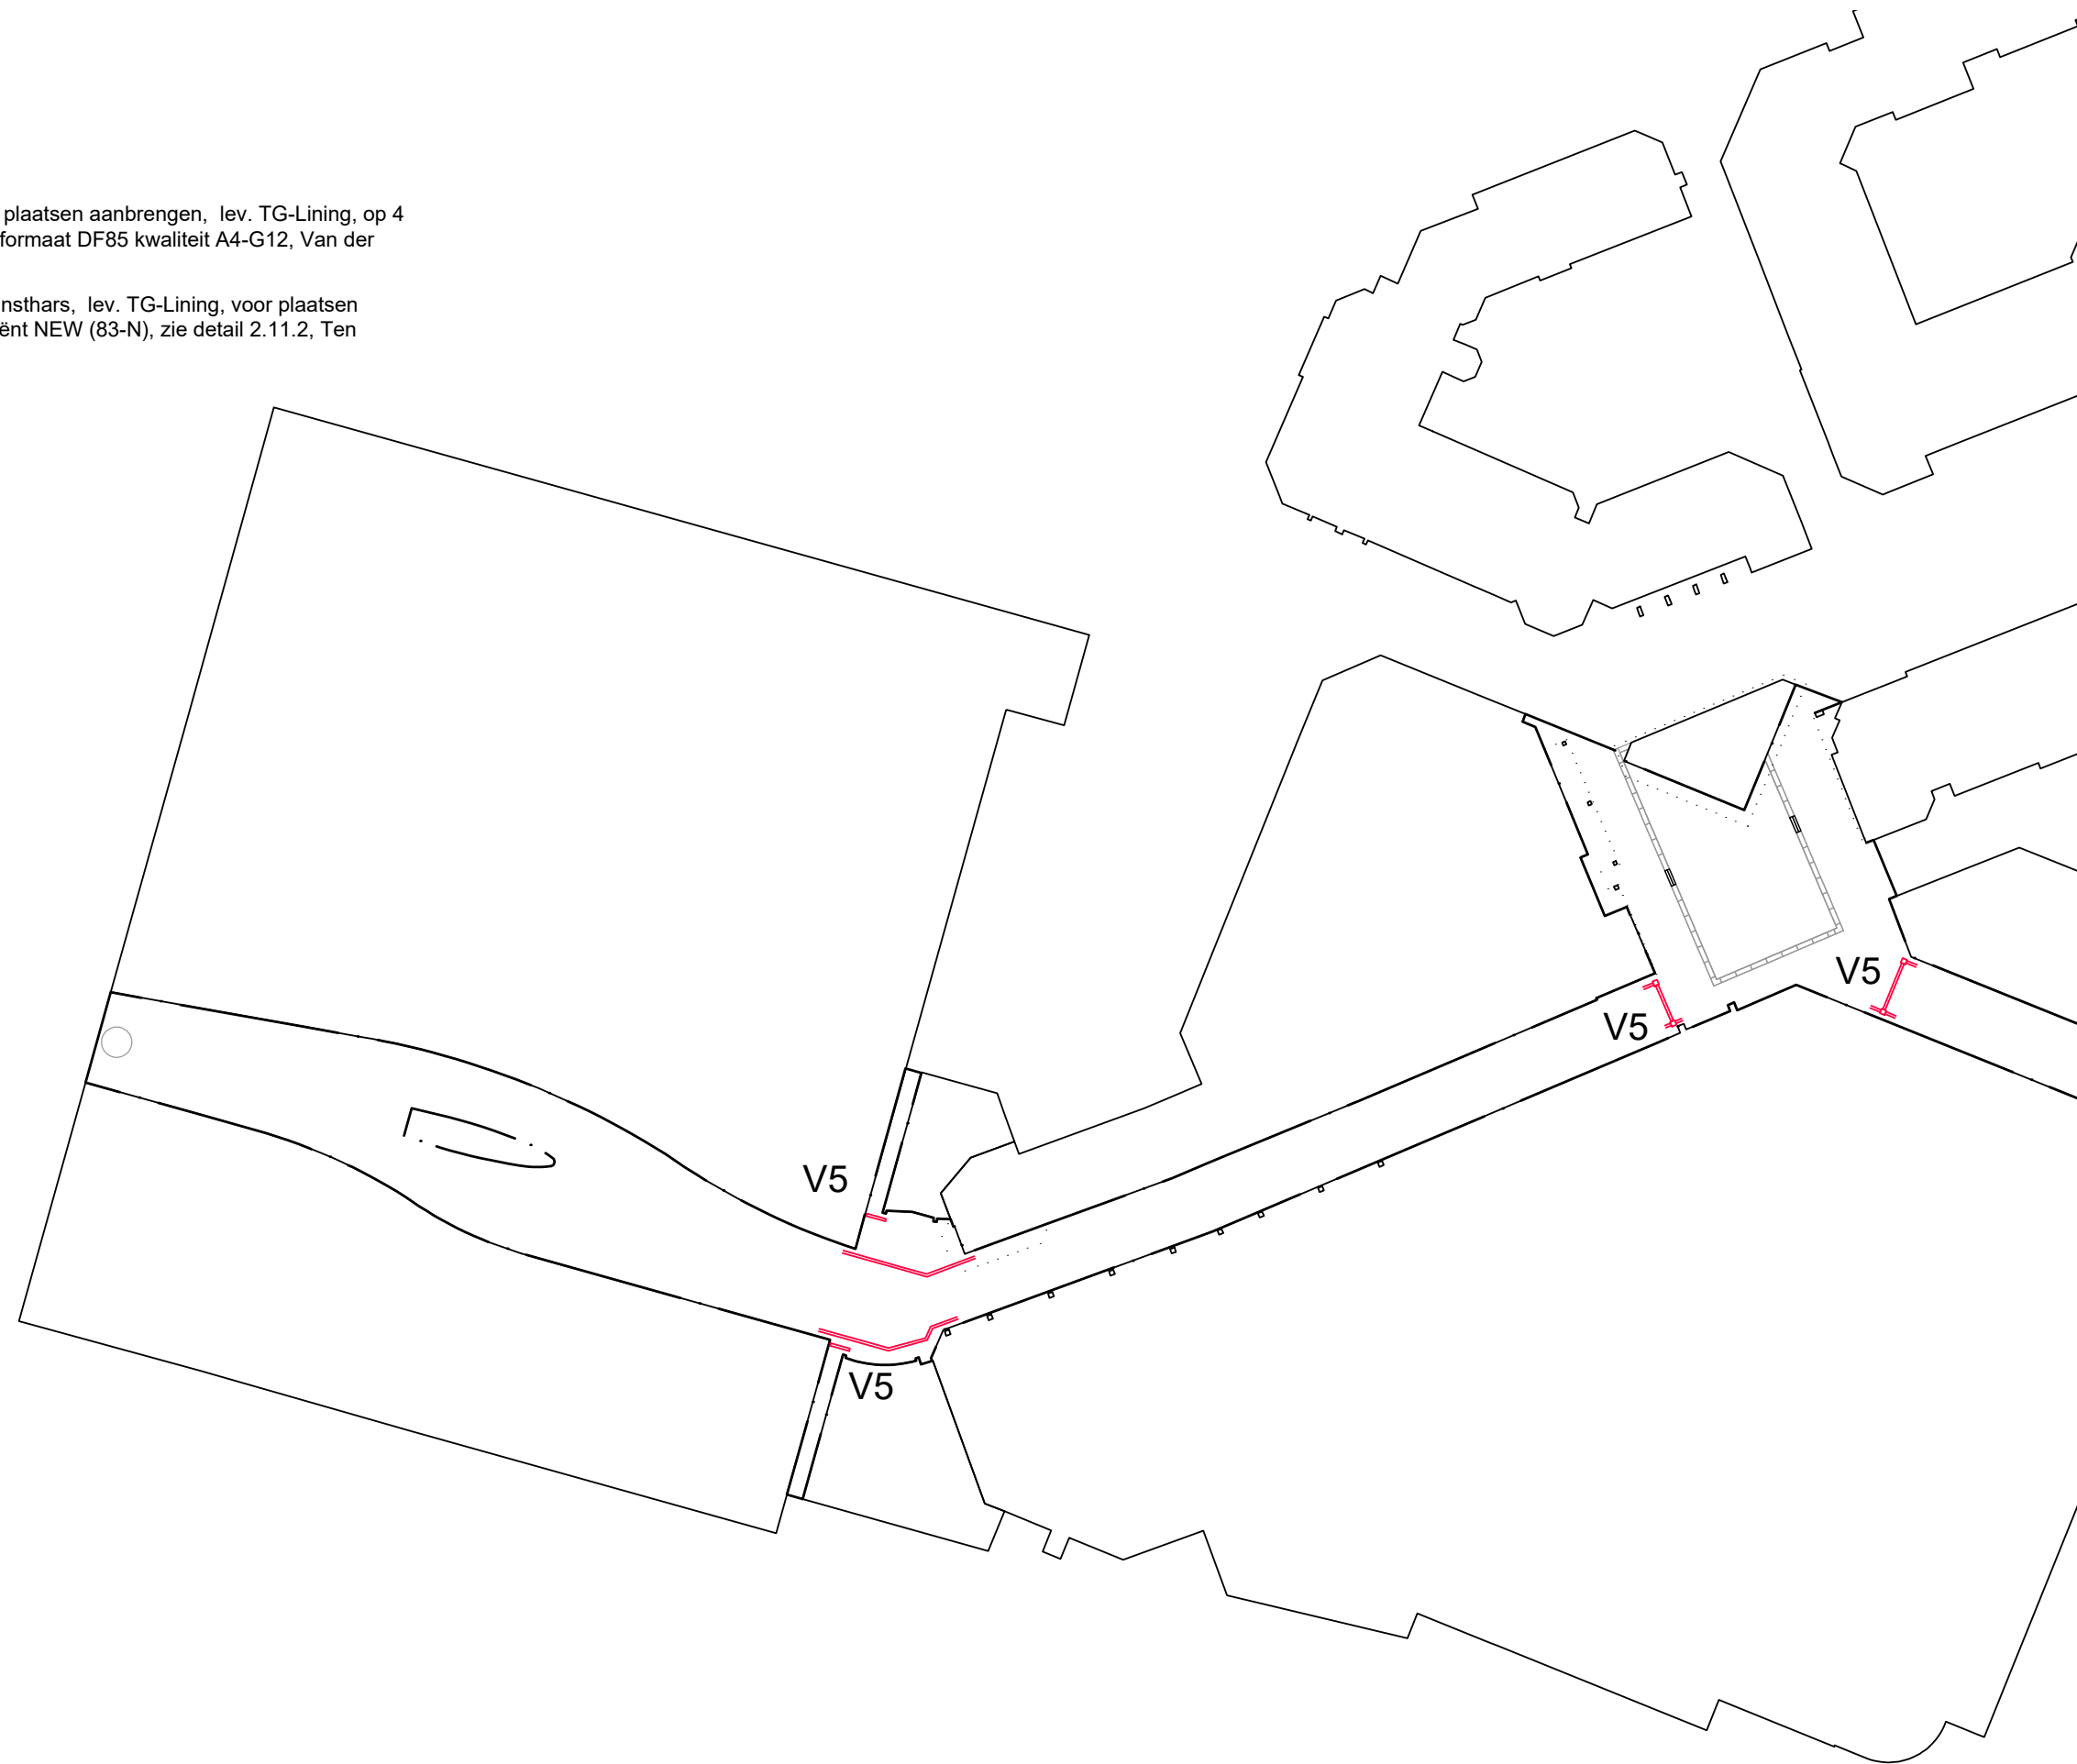 plaatsen aanbrengen, lev. TG-Lining, op 4
formaat DF85 kwaliteit A4-G12, Van der
nsthars, lev. TG-Lining, voor plaatsen
ënt NEW (83-N), zie detail 2.11.2, Ten
V5
V5
V5
V5